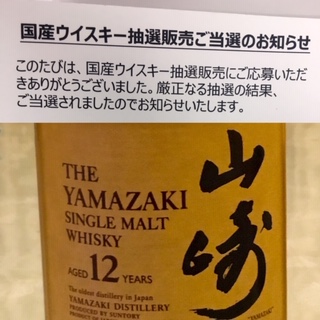 国産ウイスキー抽選販売ご当選のお知らせ
このたびは、国産ウイスキー抽選販売にご応募いただ
きありがとうございました。厳正なる抽選の結果、
ご当選されましたのでお知らせいたします。
THE
YAMAZAKI
SINGLE MALT
WHISKY
AGED 12 YEARS
The oldest distillery in Japan
YAMAZAKI DISTILLERY
PRODUCED BY SUNTORY
山崎
"YAMAZAKI"